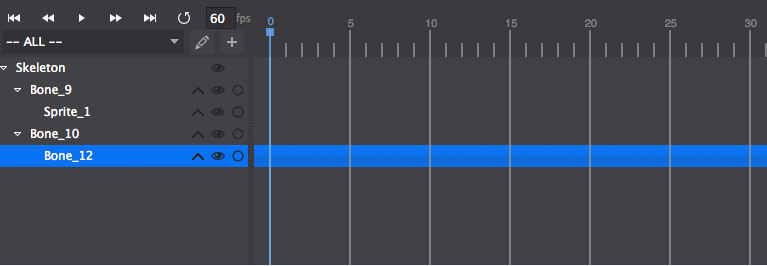 60 fps 0 5 10 15 20 25 30
-- ALL --
Skeleton
Bone_9
Sprite_1
Bone_10
Bone_12